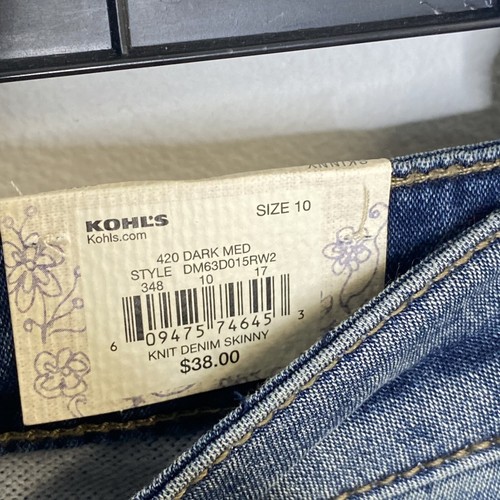 SKINNY
KOHL'S
SIZE 10
Kohls.com
420 DARK MED
STYLE DM63D015RW2
348 10 17
6 09475 74645 3
KNIT DENIM SKINNY
$38.00